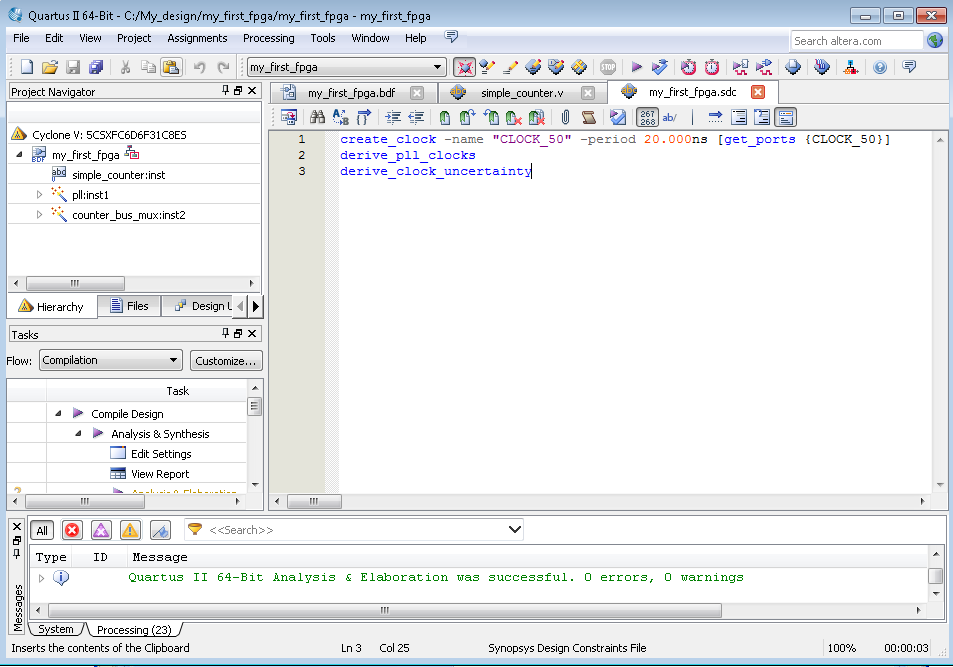 Quartus II 64-Bit - C:/My_design/my_first_fpga/my_first_fpga - my_first_fpga
File Edit View Project Assignments Processing Tools Window Help
Search altera.com
my_first_fpga
STOP
Project Navigator
my_first_fpga.bdf simple_counter.v my_first_fpga.sdc
267
268 ab/
Cyclone V: 5CSXFC6D6F31C8ES
my_first_fpga
simple_counter:inst
pll:inst1
counter_bus_mux:inst2
Hierarchy Files Design U
1 create_clock -name "CLOCK_50" -period 20.000ns [get_ports {CLOCK_50}]
2 derive_pll_clocks
3 derive_clock_uncertainty
Tasks
Flow: Compilation Customize...
Task
Compile Design
Analysis & Synthesis
Edit Settings
View Report
Analysis & Elaboration
All <<Search>>
Type ID Message
Quartus II 64-Bit Analysis & Elaboration was successful. 0 errors, 0 warnings
Messages
System Processing (23)
Inserts the contents of the Clipboard Ln 3 Col 25 Synopsys Design Constraints File 100% 00:00:03